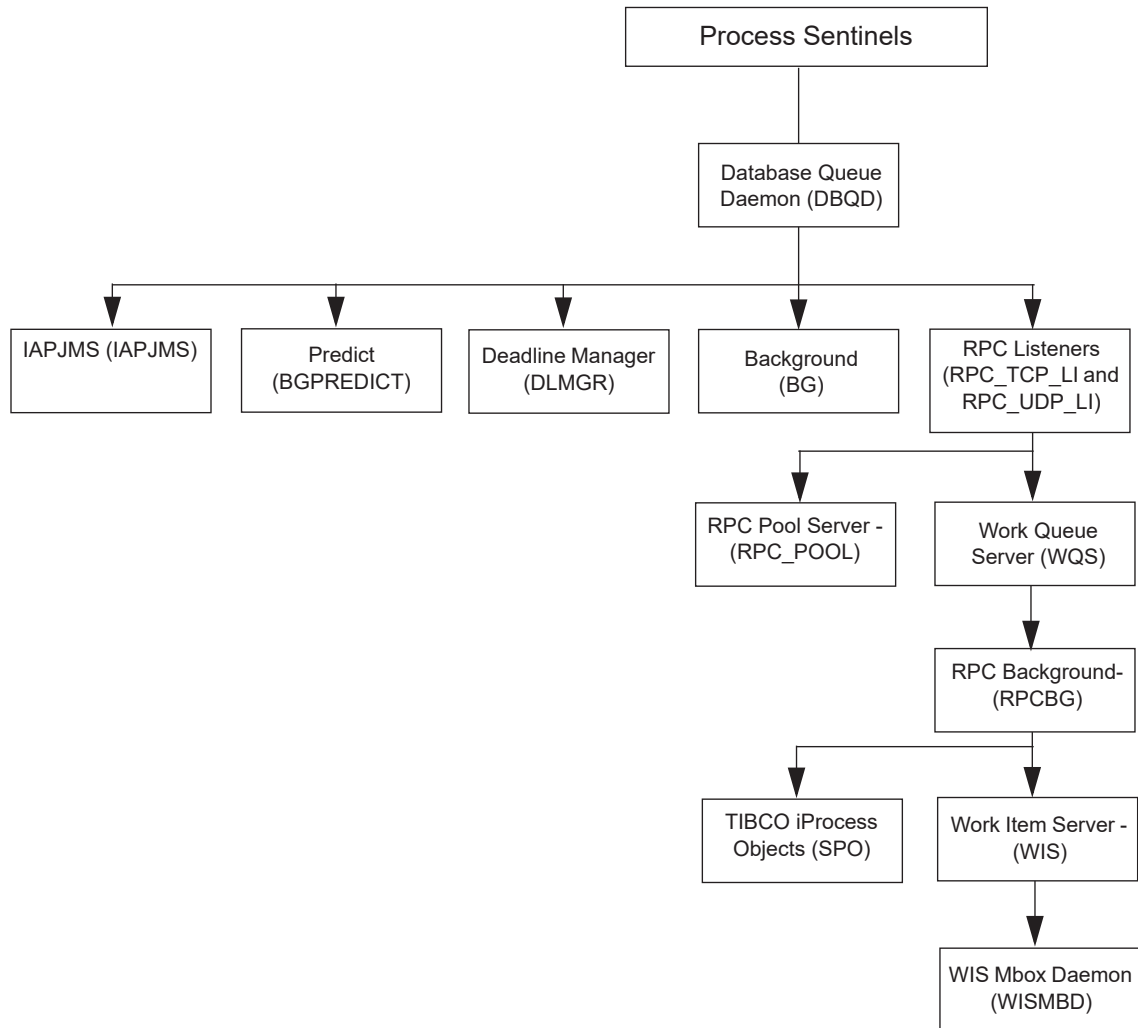 Process Sentinels
Database Queue
Daemon (DBQD)
IAPJMS (IAPJMS)
Predict
(BGPREDICT)
Deadline Manager
(DLMGR)
Background
(BG)
RPC Listeners
(RPC_TCP_LI and
RPC_UDP_LI)
RPC Pool Server -
(RPC_POOL)
Work Queue
Server (WQS)
RPC Background-
(RPCBG)
TIBCO iProcess
Objects (SPO)
Work Item Server -
(WIS)
WIS Mbox Daemon
(WISMBD)